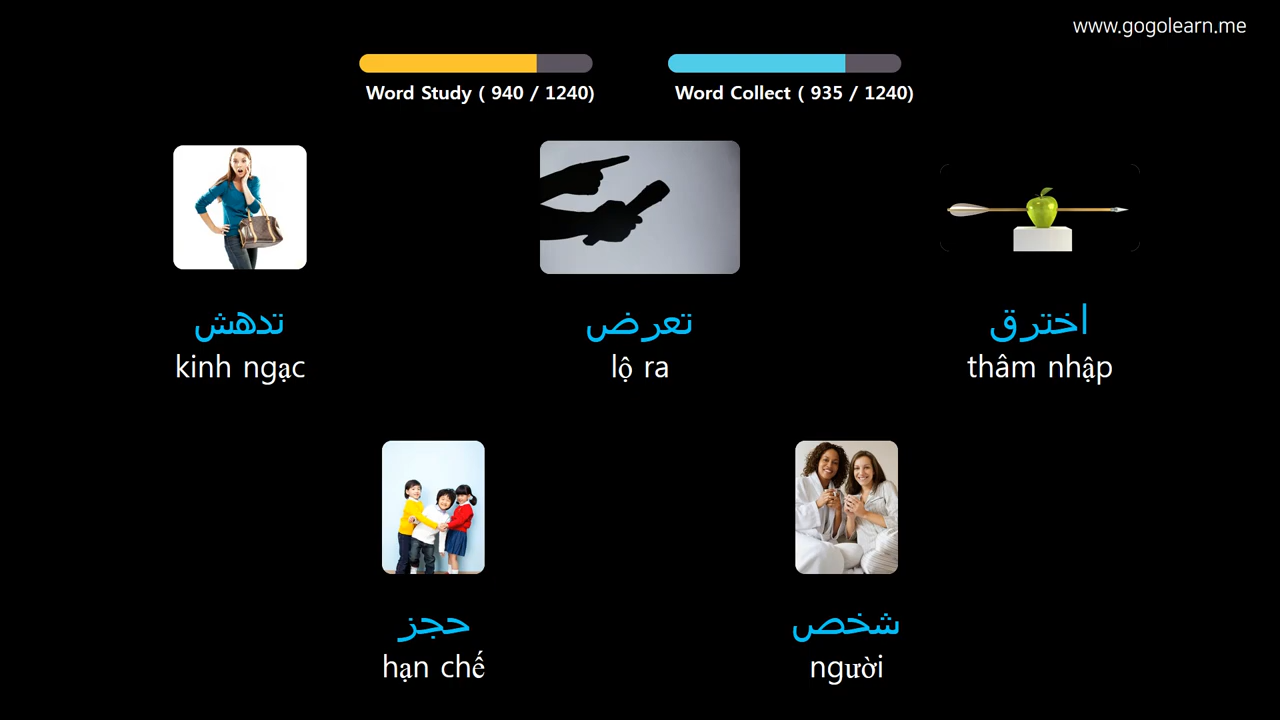 www.gogolearn.me
Word Study ( 940 / 1240)
Word Collect ( 935 / 1240)
تدهش
kinh ngạc
تعرض
lộ ra
اخترق
thâm nhập
حجز
hạn chế
شخص
người